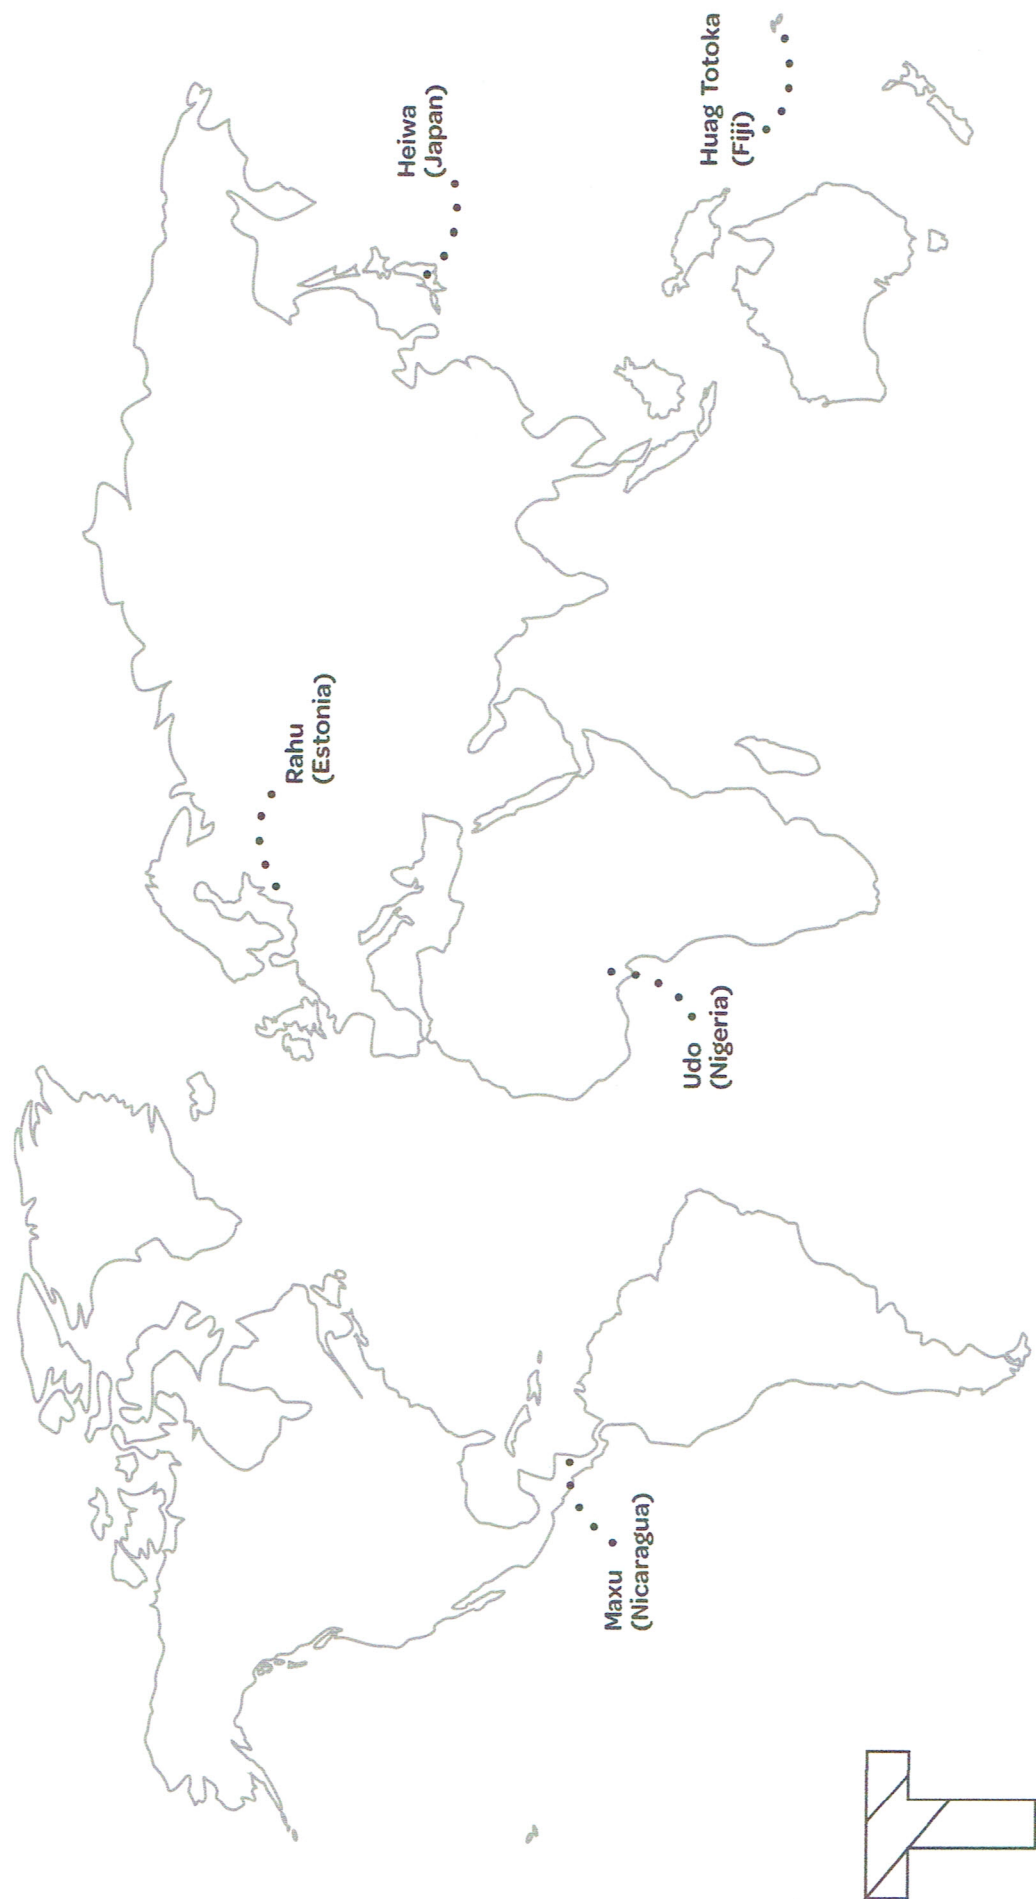 Maxu
(Nicaragua)
Udo
(Nigeria)
Rahu
(Estonia)
Heiwa
(Japan)
Huag Totoka
(Fiji)